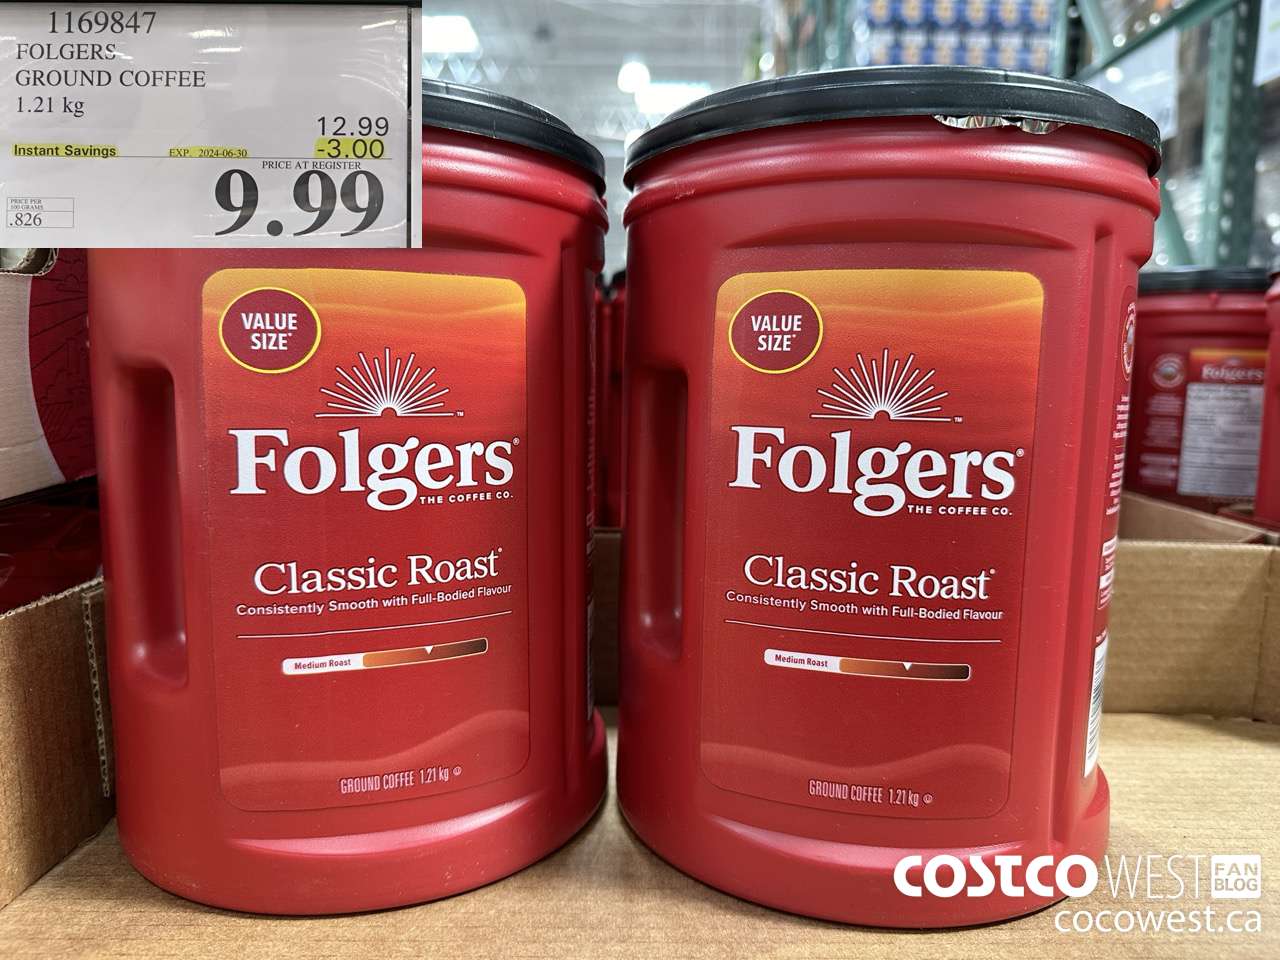 1169847
FOLGERS
GROUND COFFEE
1.21 kg
12.99
Instant Savings EXP. 2024-06-30 -3.00
PRICE AT REGISTER
9.99
PRICE PER
100 GRAMS
.826
VALUE
SIZE*
™
Folgers®
THE COFFEE CO.
Classic Roast*
Consistently Smooth with Full-Bodied Flavour
Medium Roast
GROUND COFFEE 1.21 kg
VALUE
SIZE*
™
Folgers®
THE COFFEE CO.
Classic Roast*
Consistently Smooth with Full-Bodied Flavour
Medium Roast
GROUND COFFEE 1.21 kg
Folgers
COSTCO WEST FAN
BLOG
cocowest.ca